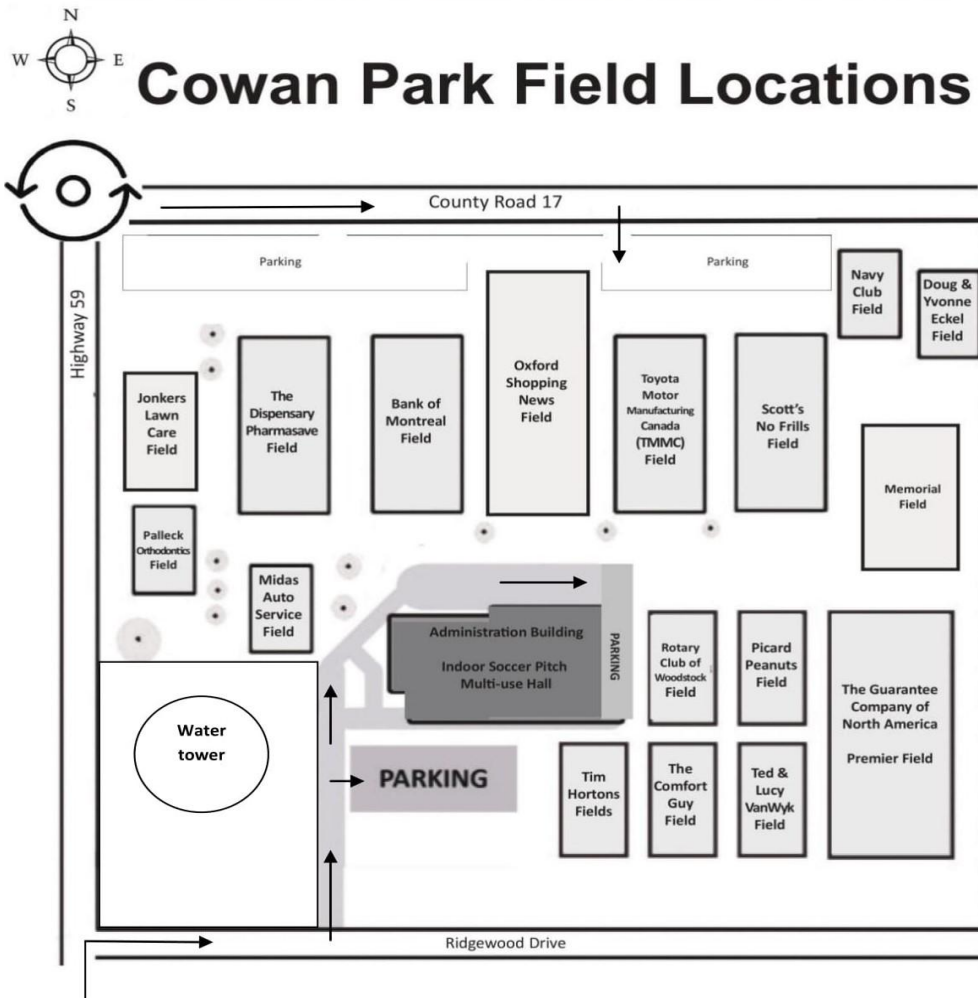 N
W
E
S
Cowan Park Field Locations
County Road 17
Highway 59
Parking
Parking
Navy
Club
Field
Doug &
Yvonne
Eckel
Field
Jonkers
Lawn
Care
Field
The
Dispensary
Pharmasave
Field
Bank of
Montreal
Field
Oxford
Shopping
News
Field
Toyota
Motor
Manufacturing
Canada
(TMMC)
Field
Scott's
No Frills
Field
Memorial
Field
Palleck
Orthodontics
Field
Midas
Auto
Service
Field
Administration Building
Indoor Soccer Pitch
Multi-use Hall
PARKING
Rotary
Club of
Woodstock
Field
Picard
Peanuts
Field
The Guarantee
Company of
North America
Premier Field
Water
tower
PARKING
Tim
Hortons
Fields
The
Comfort
Guy
Field
Ted &
Lucy
VanWyk
Field
Ridgewood Drive